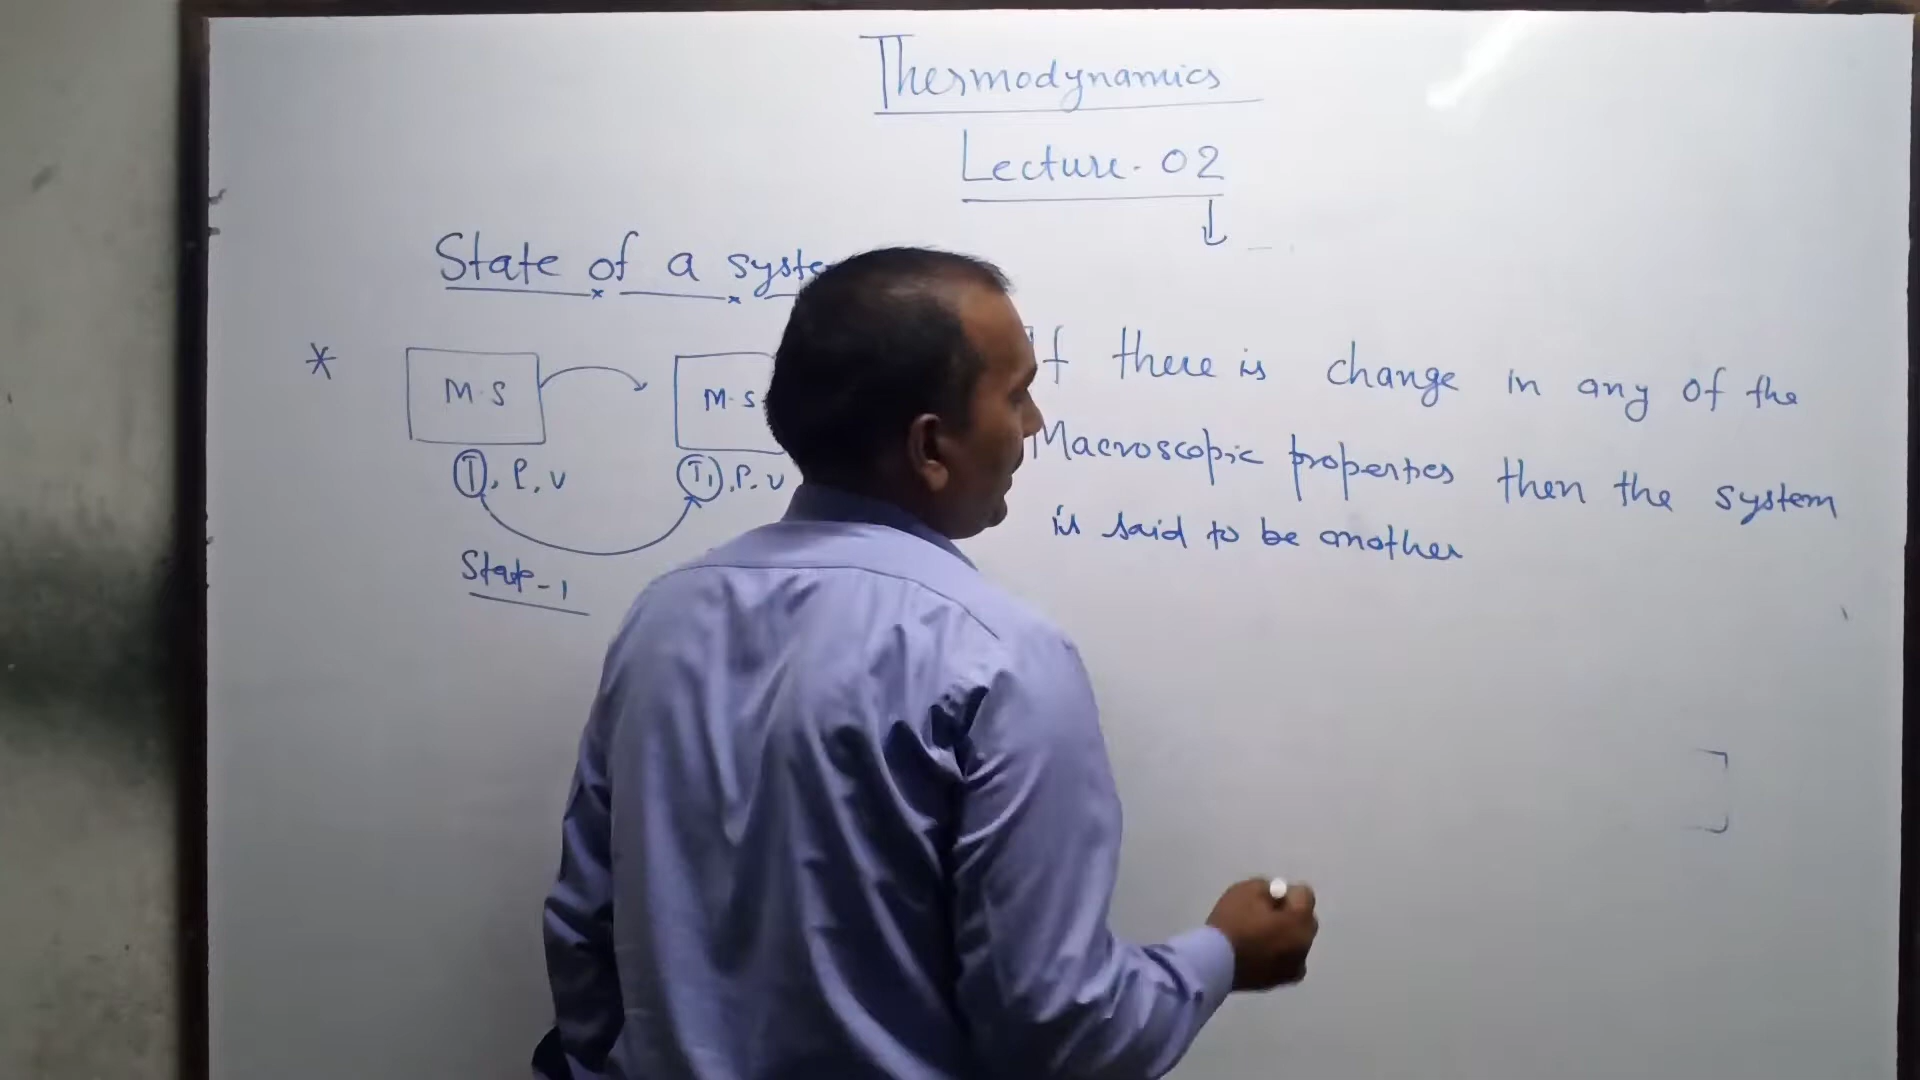 Thermodynamics
Lecture - 02
State of a syste
*
M.S
M.S
T, P, V
T₁, P, V
State-1
If there is change in any of the
Macroscopic properties then the system
is said to be another